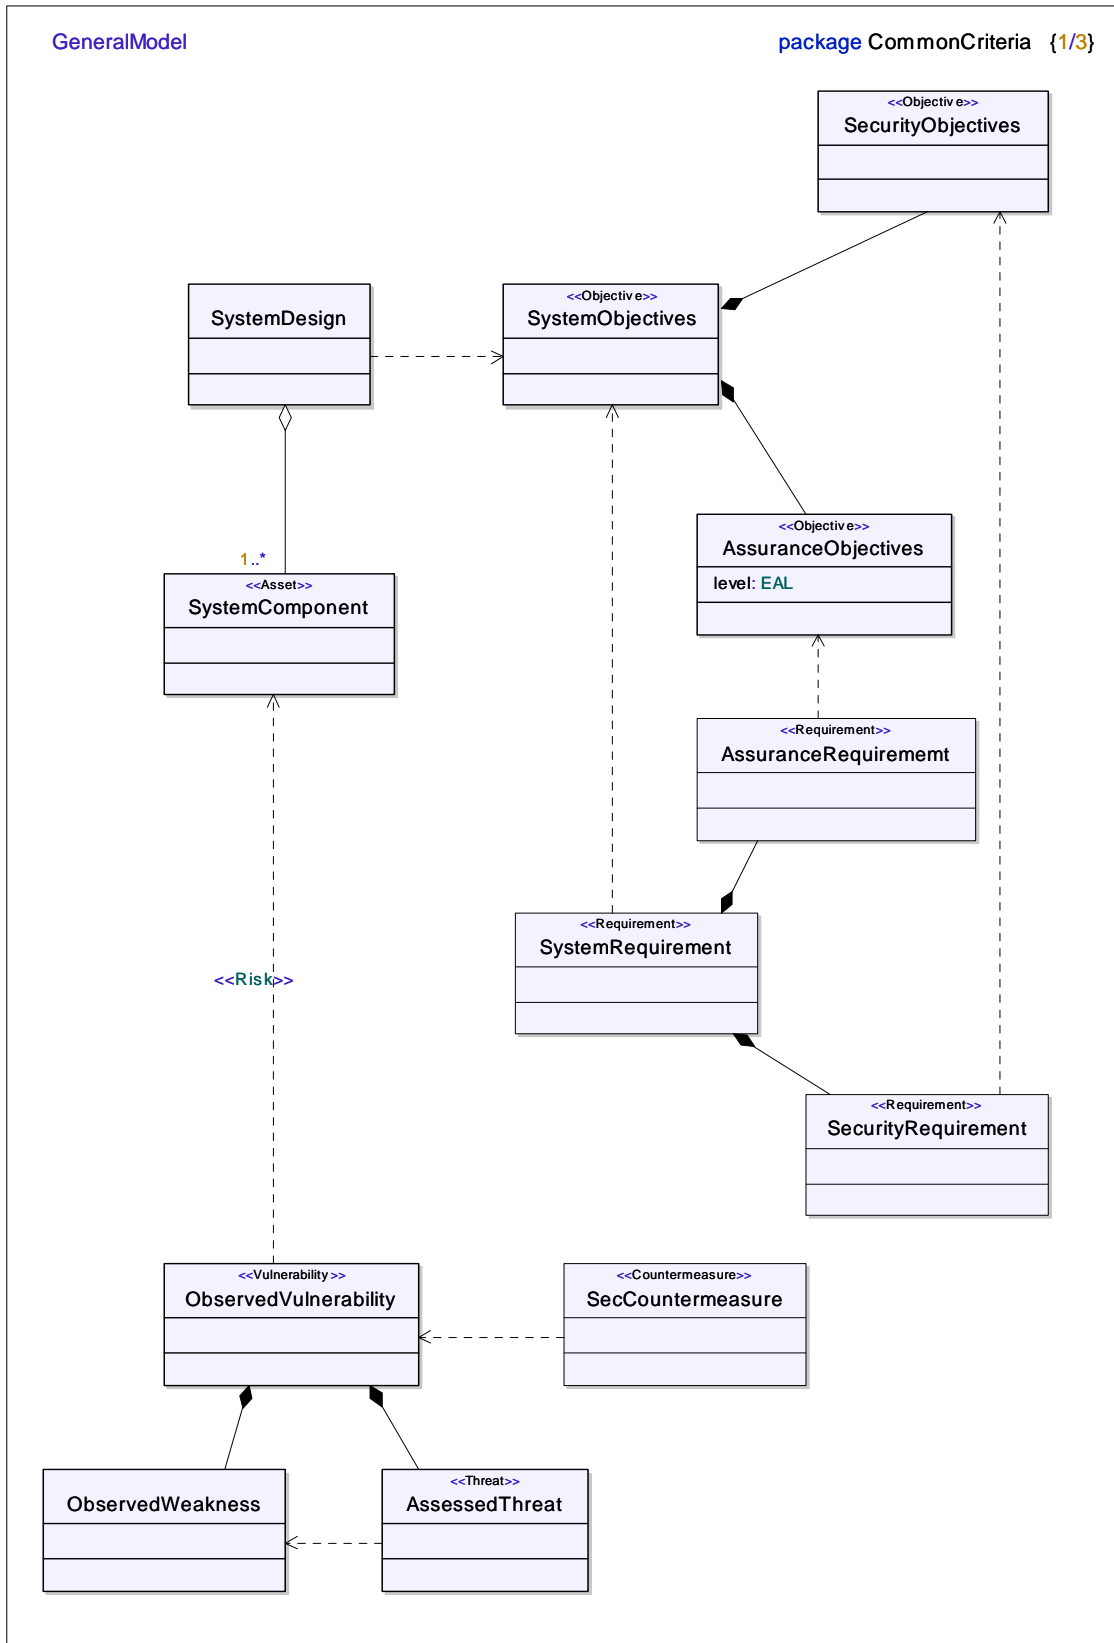 GeneralModel
package CommonCriteria {1/3}
<<Objective>>
SecurityObjectives
SystemDesign
<<Objective>>
SystemObjectives
<<Objective>>
AssuranceObjectives
level: EAL
1..*
<<Asset>>
SystemComponent
<<Requirement>>
AssuranceRequirememt
<<Requirement>>
SystemRequirement
<<Risk>>
<<Requirement>>
SecurityRequirement
<<Vulnerability>>
ObservedVulnerability
<<Countermeasure>>
SecCountermeasure
ObservedWeakness
<<Threat>>
AssessedThreat